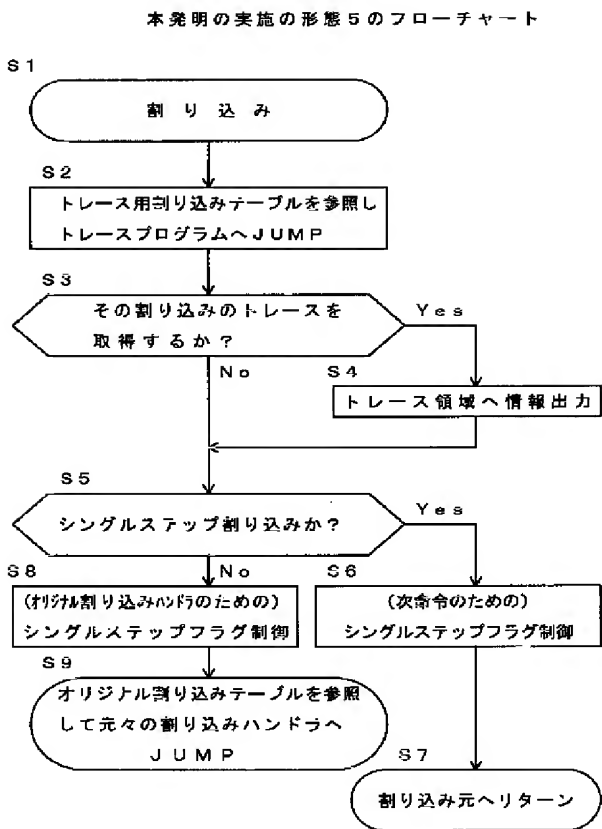 本発明の実施の形態5のフローチャート
S1
割り込み
S2
トレース用割り込みテーブルを参照し
トレースプログラムへJUMP
S3
その割り込みのトレースを
取得するか?
Yes
No
S4
トレース領域へ情報出力
S5
シングルステップ割り込みか?
Yes
No
S8
(オリジナル割り込みハンドラのための)
シングルステップフラグ制御
S6
(次命令のための)
シングルステップフラグ制御
S9
オリジナル割り込みテーブルを参照
して元々の割り込みハンドラへ
JUMP
S7
割り込み元へリターン